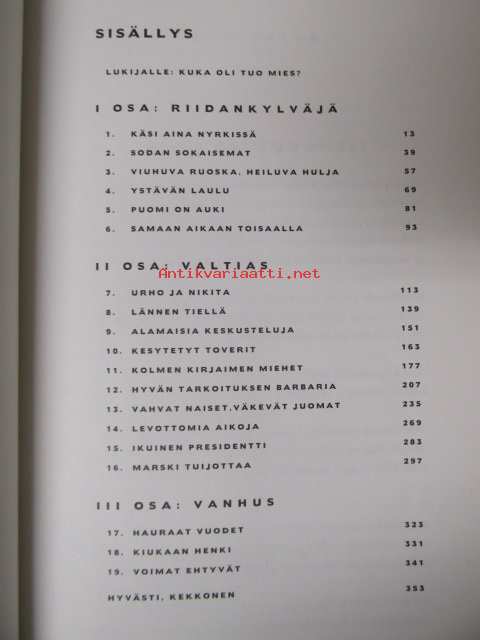 SISÄLLYS
LUKIJALLE: KUKA OLI TUO MIES?
I OSA: RIIDANKYLVÄJÄ
1. KÄSI AINA NYRKISSÄ 13
2. SODAN SOKAISEMAT 39
3. VIUHUVA RUOSKA, HEILUVA HULJA 57
4. YSTÄVÄN LAULU 69
5. PUOMI ON AUKI 81
6. SAMAAN AIKAAN TOISAALLA 93
II OSA: VALTIAS
Antikvariaatti.net
7. URHO JA NIKITA 113
8. LÄNNEN TIELLÄ 139
9. ALAMAISIA KESKUSTELUJA 151
10. KESYTETYT TOVERIT 163
11. KOLMEN KIRJAIMEN MIEHET 177
12. HYVÄN TARKOITUKSEN BARBARIA 207
13. VAHVAT NAISET, VÄKEVÄT JUOMAT 235
14. LEVOTTOMIA AIKOJA 269
15. IKUINEN PRESIDENTTI 283
16. MARSKI TUIJOTTAA 297
III OSA: VANHUS
17. HAURAAT VUODET 323
18. KIUKAAN HENKI 331
19. VOIMAT EHTYVÄT 341
HYVÄSTI, KEKKONEN 353